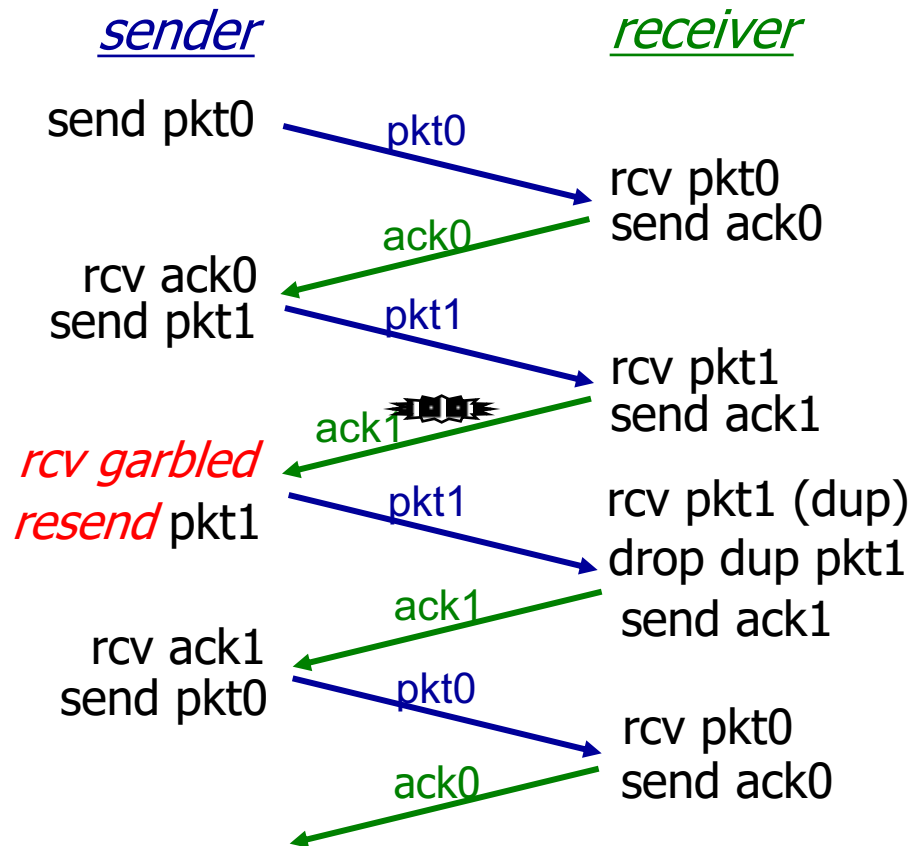 sender
receiver
send pkt0
pkt0
rcv pkt0
send ack0
ack0
rcv ack0
send pkt1
pkt1
rcv pkt1
send ack1
ack1
rcv garbled
resend pkt1
pkt1
rcv pkt1 (dup)
drop dup pkt1
send ack1
ack1
rcv ack1
send pkt0
pkt0
rcv pkt0
send ack0
ack0